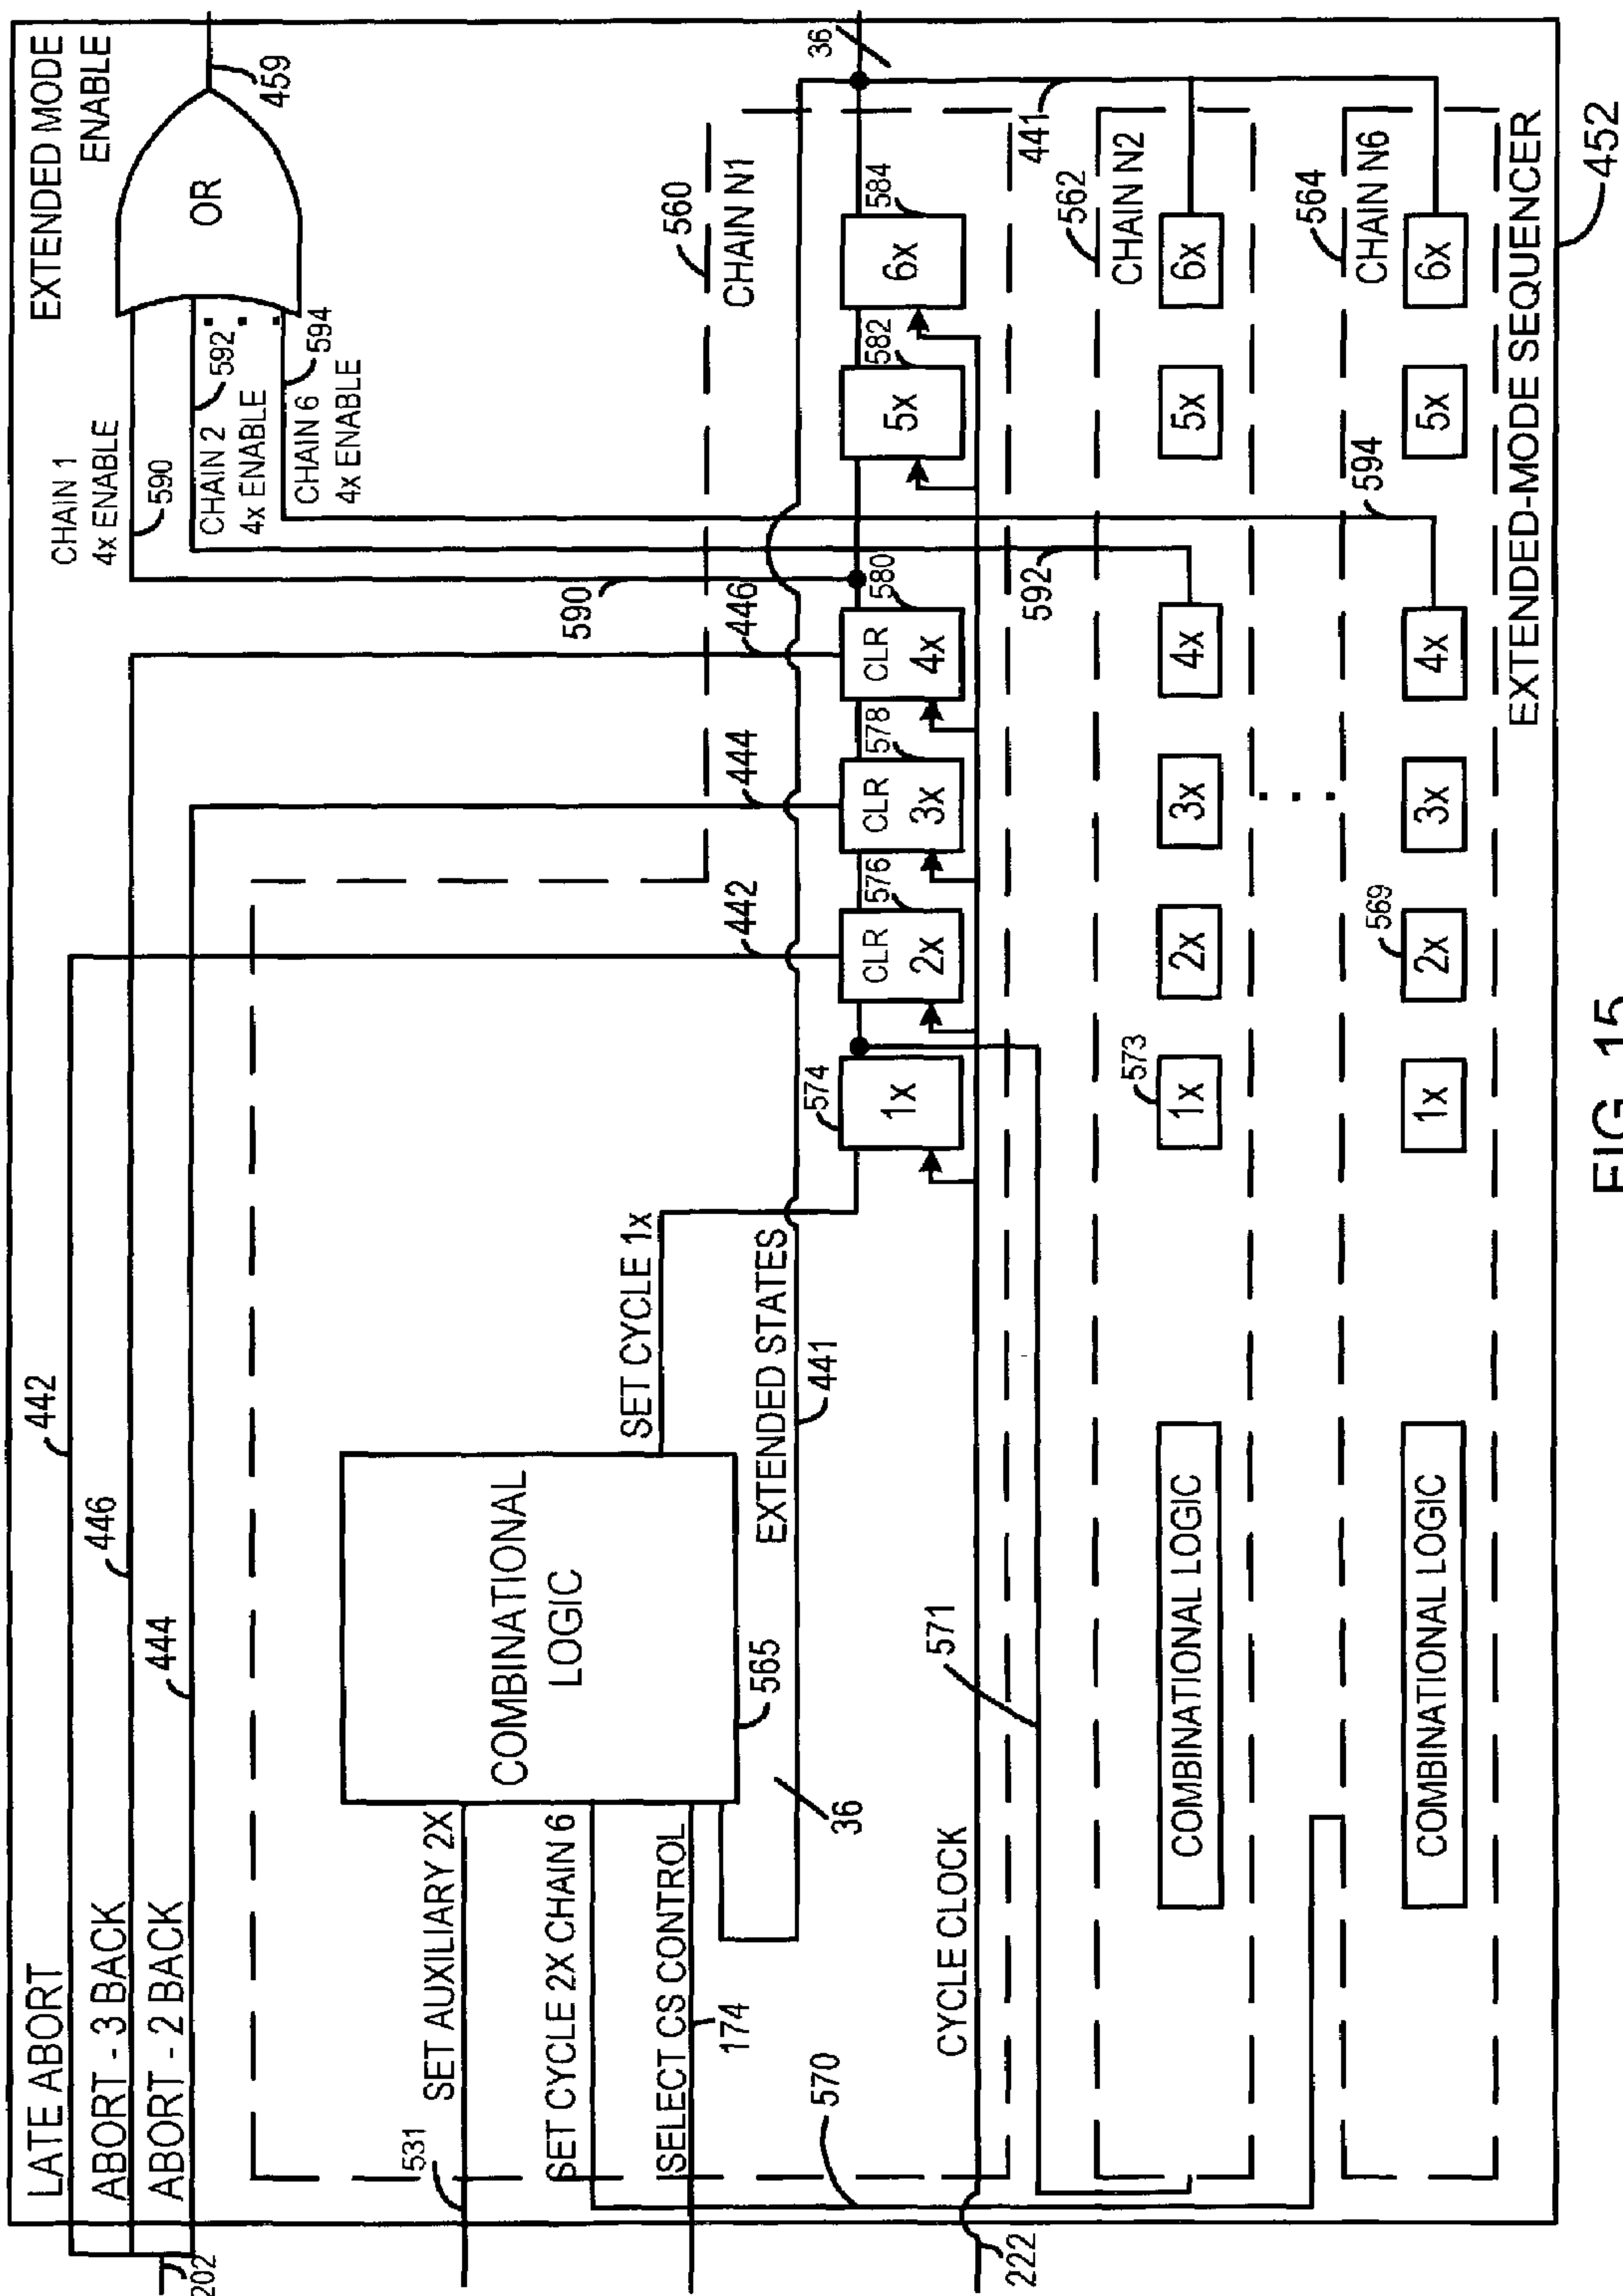 EXTENDED MODE
ENABLE
459
OR
CHAIN 1
4x ENABLE
590
CHAIN 2
4x ENABLE
592
CHAIN 6
4x ENABLE
594
LATE ABORT
442
ABORT - 3 BACK
446
ABORT - 2 BACK
444
202
442
444
446
590
560
CHAIN N1
SET AUXILIARY 2X
531
SET CYCLE 2X CHAIN 6
SELECT CS CONTROL
174
COMBINATIONAL
LOGIC
565
36
SET CYCLE 1x
EXTENDED STATES
441
574
1x
576
CLR
2x
578
CLR
3x
580
CLR
4x
582
5x
584
6x
36
441
CYCLE CLOCK
222
570
571
592
562
CHAIN N2
COMBINATIONAL LOGIC
573
1x
2x
3x
4x
5x
6x
594
564
CHAIN N6
COMBINATIONAL LOGIC
1x
569
2x
3x
4x
5x
6x
EXTENDED-MODE SEQUENCER
452
FIG. 15